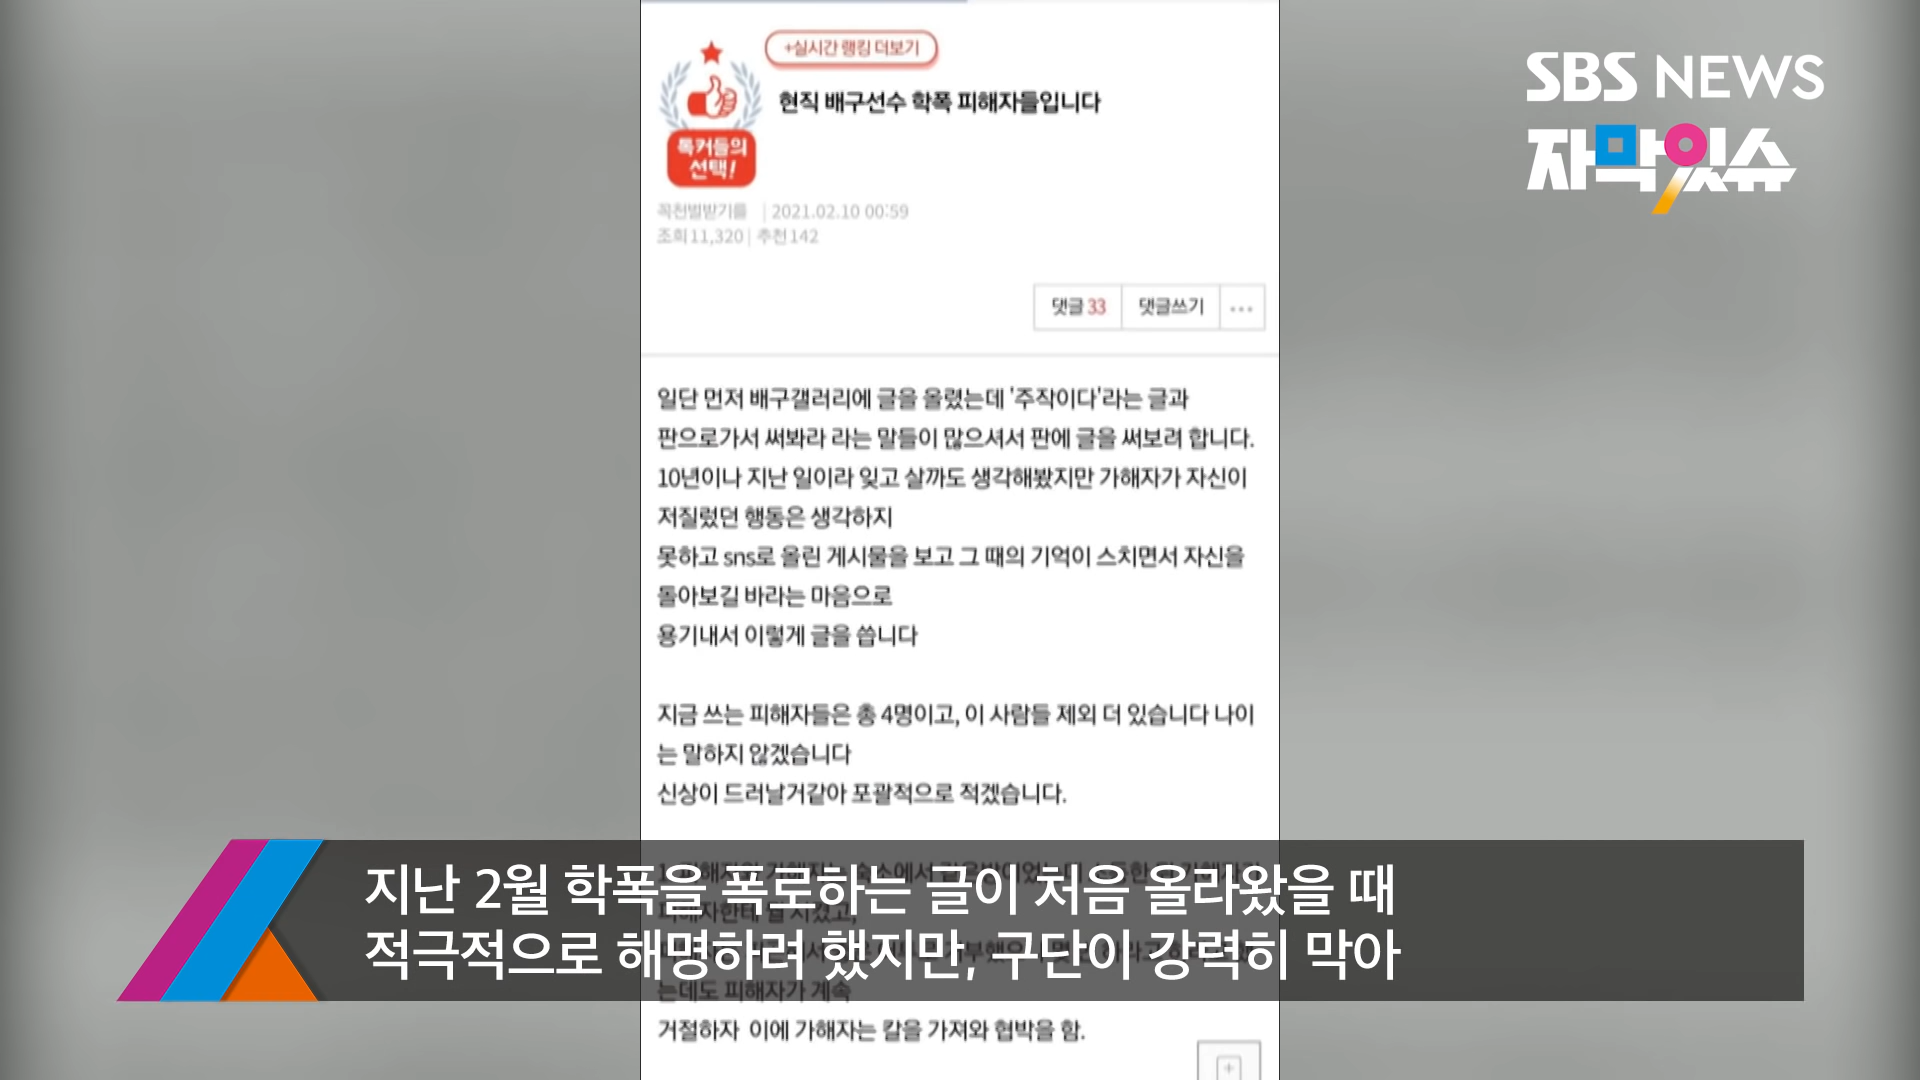 +실시간 랭킹 더보기
현직 배구선수 학폭 피해자들입니다
톡커들의
선택!
꼭천벌받기를 | 2021.02.10 00:59
조회 11,320 | 추천 142
댓글 33 댓글쓰기 ...
일단 먼저 배구갤러리에 글을 올렸는데 '주작이다'라는 글과
판으로가서 써봐라 라는 말들이 많으셔서 판에 글을 써보려 합니다.
10년이나 지난 일이라 잊고 살까도 생각해봤지만 가해자가 자신이
저질렀던 행동은 생각하지
못하고 sns로 올린 게시물을 보고 그 때의 기억이 스치면서 자신을
돌아보길 바라는 마음으로
용기내서 이렇게 글을 씁니다
지금 쓰는 피해자들은 총 4명이고, 이 사람들 제외 더 있습니다 나이
는 말하지 않겠습니다
신상이 드러날거같아 포괄적으로 적겠습니다.
는데도 피해자가 계속
거절하자 이에 가해자는 칼을 가져와 협박을 함.
SBS NEWS
자막있슈
지난 2월 학폭을 폭로하는 글이 처음 올라왔을 때
적극적으로 해명하려 했지만, 구단이 강력히 막아